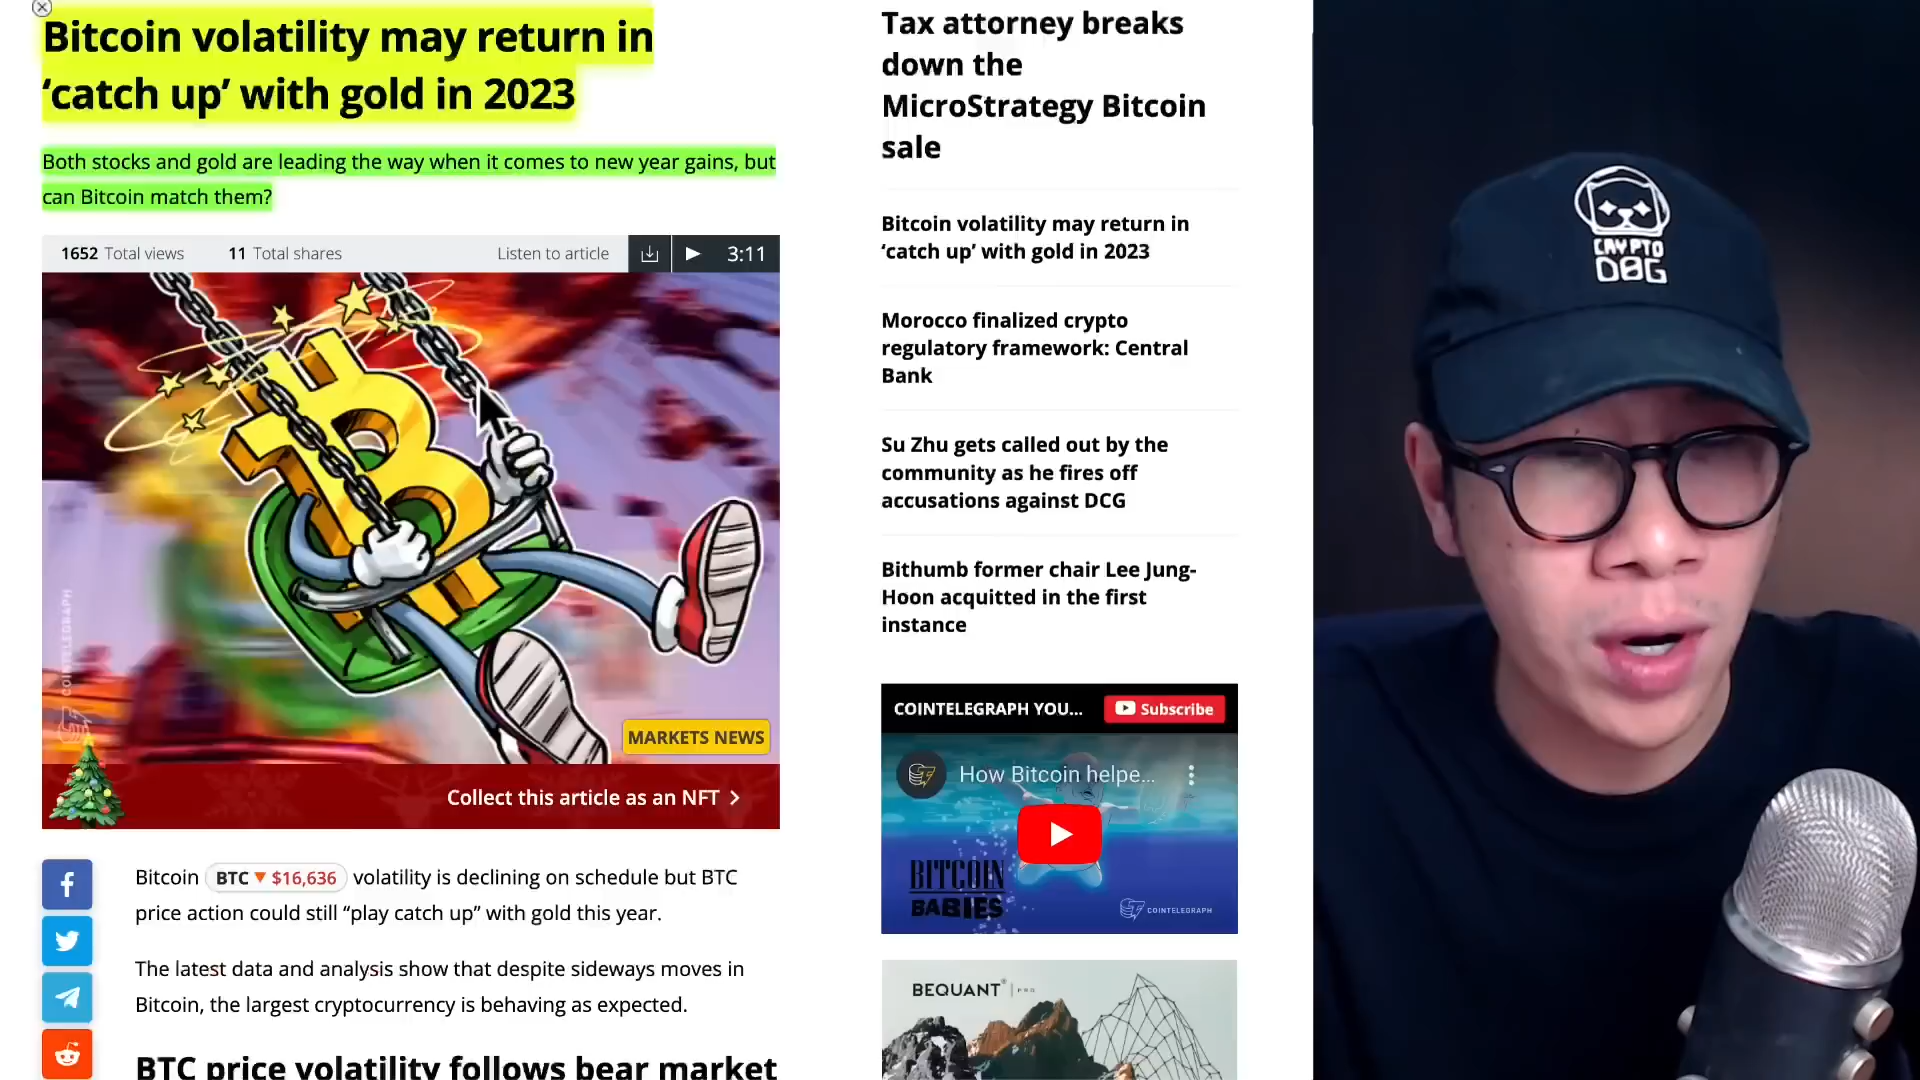 Bitcoin volatility may return in
‘catch up’ with gold in 2023
Both stocks and gold are leading the way when it comes to new year gains, but
can Bitcoin match them?
1652 Total views
11 Total shares
Listen to article
3:11
COINTELEGRAPH
MARKETS NEWS
Collect this article as an NFT
Bitcoin BTC $16,636 volatility is declining on schedule but BTC
price action could still “play catch up” with gold this year.
The latest data and analysis show that despite sideways moves in
Bitcoin, the largest cryptocurrency is behaving as expected.
BTC price volatility follows bear market
Tax attorney breaks
down the
MicroStrategy Bitcoin
sale
Bitcoin volatility may return in
‘catch up’ with gold in 2023
Morocco finalized crypto
regulatory framework: Central
Bank
Su Zhu gets called out by the
community as he fires off
accusations against DCG
Bithumb former chair Lee Jung-
Hoon acquitted in the first
instance
COINTELEGRAPH YOU...
Subscribe
How Bitcoin helpe...
BITCOIN
BABIES
COINTELEGRAPH
BEQUANT PRO
CRYPTO
DOG